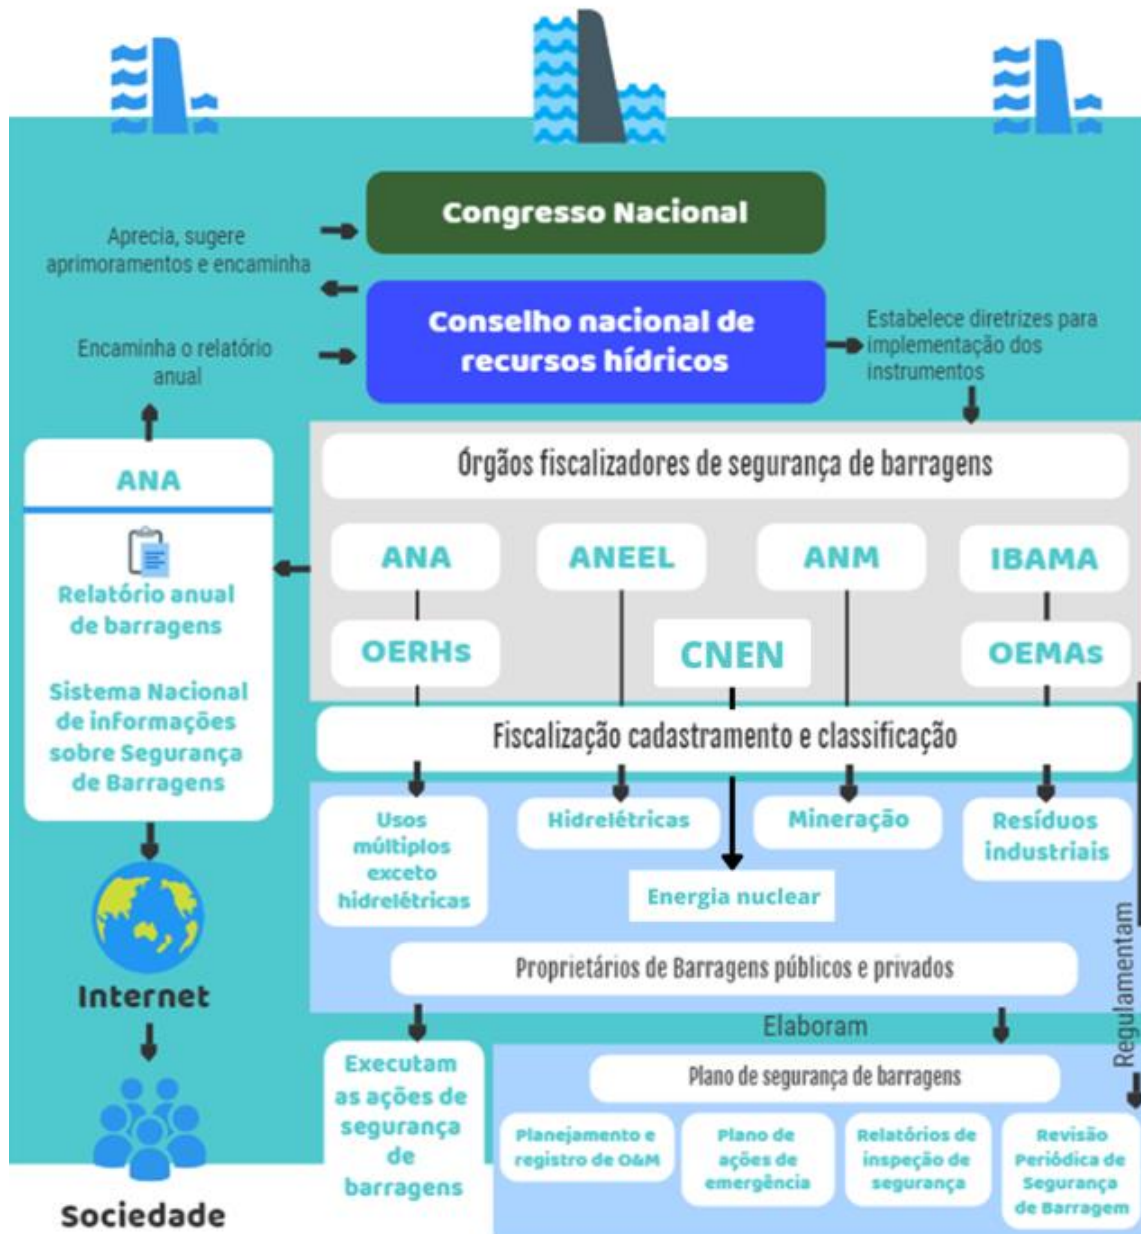 Congresso Nacional
Aprecia, sugere
aprimoramentos e encaminha
Conselho nacional de
recursos hídricos
Encaminha o relatório
anual
Estabelece diretrizes para
implementação dos
instrumentos
ANA
Relatório anual
de barragens
Sistema Nacional
de informações
sobre Segurança
de Barragens
Internet
Sociedade
Órgãos fiscalizadores de segurança de barragens
ANA
ANEEL
ANM
IBAMA
OERHs
CNEN
OEMAs
Fiscalização cadastramento e classificação
Usos
múltiplos
exceto
hidrelétricas
Hidrelétricas
Mineração
Resíduos
industriais
Energia nuclear
Proprietários de Barragens públicos e privados
Regulamentam
Elaboram
Executam
as ações de
segurança
de
barragens
Plano de segurança de barragens
Planejamento e
registro de O&M
Plano de
ações de
emergência
Relatórios de
inspeção de
segurança
Revisão
Periódica de
Segurança
de Barragem